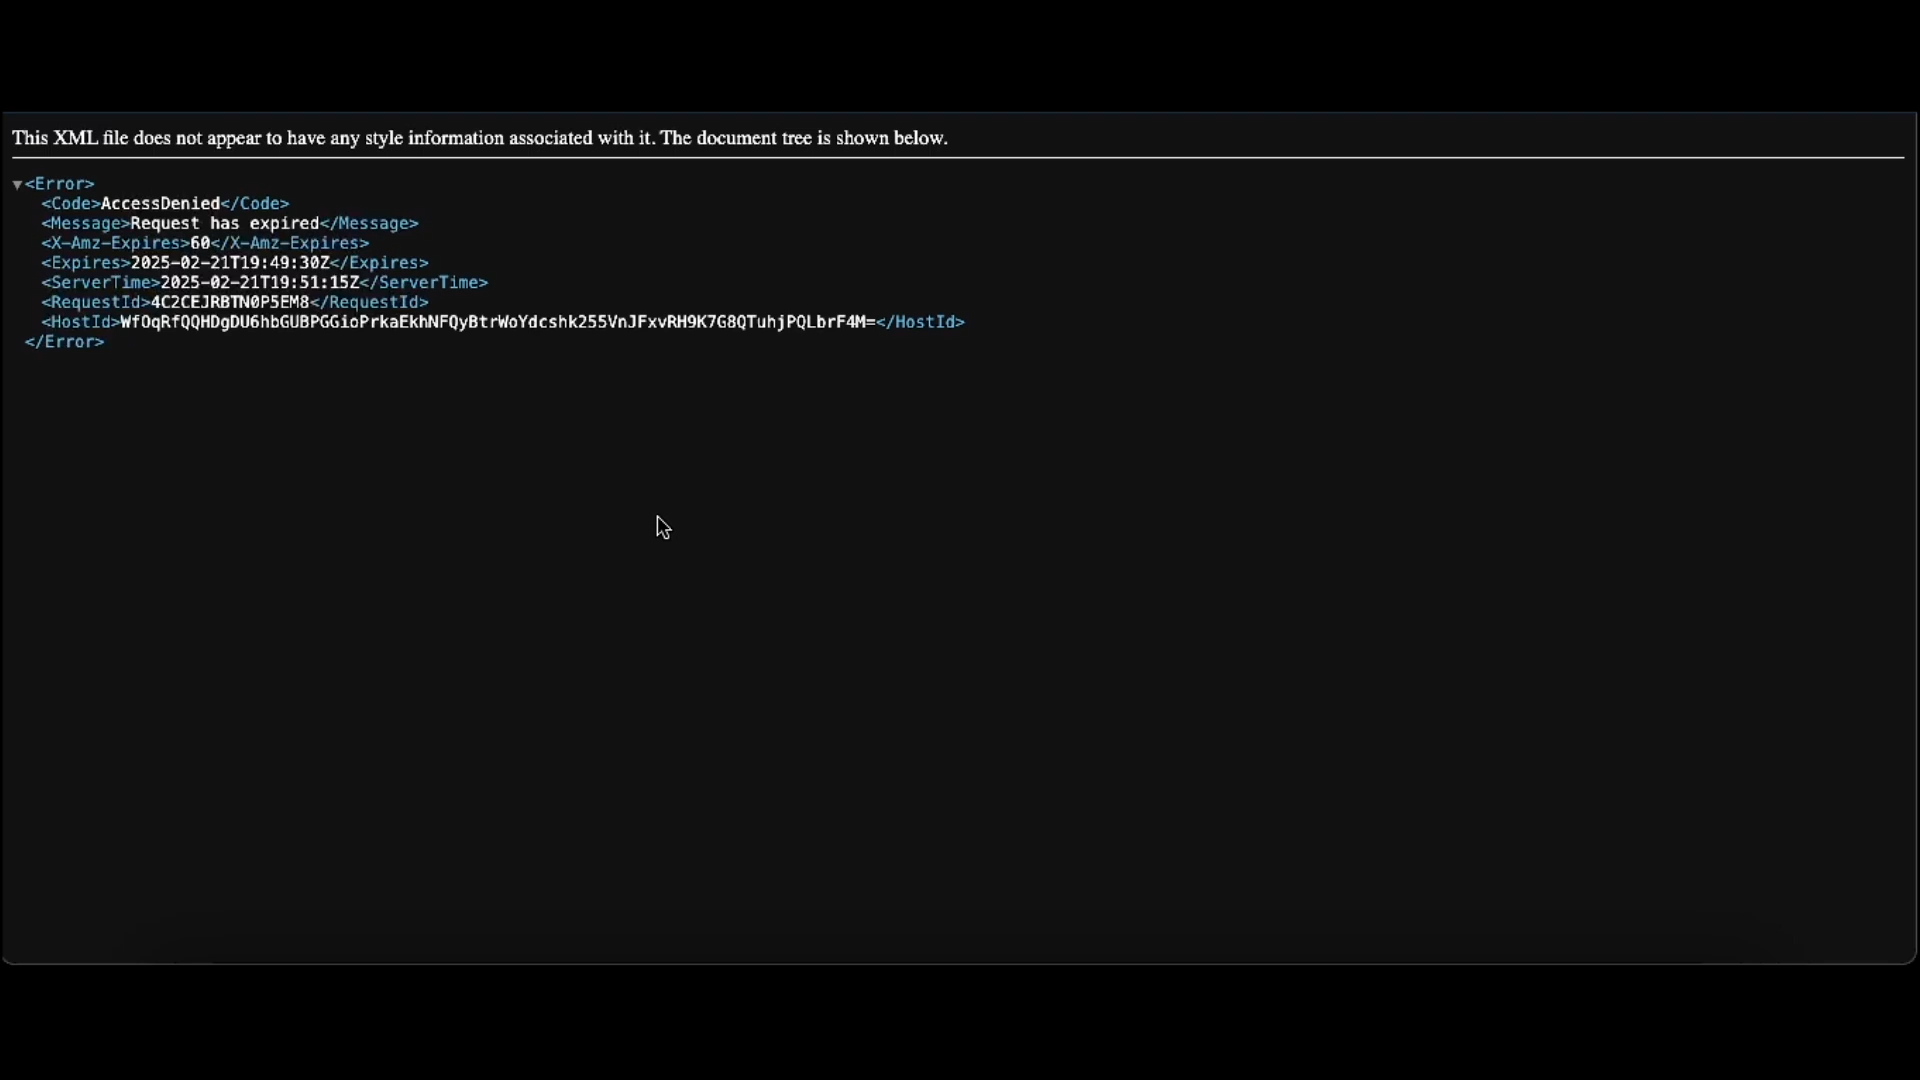 This XML file does not appear to have any style information associated with it. The document tree is shown below.
▼<Error>
<Code>AccessDenied</Code>
<Message>Request has expired</Message>
<X-Amz-Expires>60</X-Amz-Expires>
<Expires>2025-02-21T19:49:30Z</Expires>
<ServerTime>2025-02-21T19:51:15Z</ServerTime>
<RequestId>4C2CEJRBTN0P5EM8</RequestId>
<HostId>WfOqRfQQHDgDU6hbGUBPGGioPrkaEkhNFQyBtrWoYdcshk255VnJFxvRH9K7G8QTuhjPQLbrF4M=</HostId>
</Error>